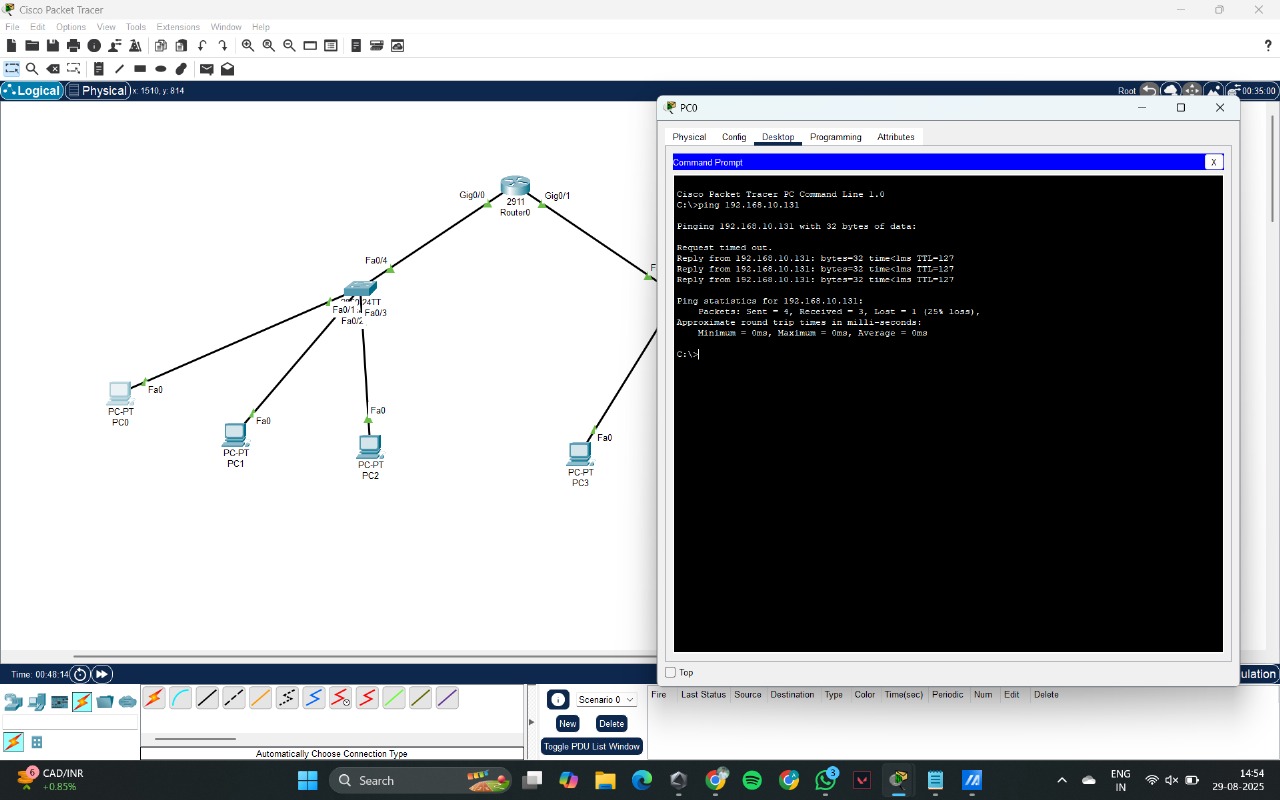 Cisco Packet Tracer
File Edit Options View Tools Extensions Window Help
?
Logical Physical x: 1510, y: 814
Root 00:35:00
PC0
Physical Config Desktop Programming Attributes
Command Prompt
X
Cisco Packet Tracer PC Command Line 1.0
C:\>ping 192.168.10.131
Pinging 192.168.10.131 with 32 bytes of data:
Request timed out.
Reply from 192.168.10.131: bytes=32 time<1ms TTL=127
Reply from 192.168.10.131: bytes=32 time<1ms TTL=127
Reply from 192.168.10.131: bytes=32 time<1ms TTL=127
Ping statistics for 192.168.10.131:
Packets: Sent = 4, Received = 3, Lost = 1 (25% loss),
Approximate round trip times in milli-seconds:
Minimum = 0ms, Maximum = 0ms, Average = 0ms
C:\>
Top
Gig0/0
Gig0/1
2911
Router0
Fa0/4
F
24TT
Fa0/1
Fa0/3
Fa0/2
Fa0
PC-PT
PC0
Fa0
PC-PT
PC1
Fa0
PC-PT
PC2
Fa0
PC-PT
PC3
Time: 00:48:14
ulation
Scenario 0
New Delete
Toggle PDU List Window
Fire Last Status Source Destination Type Color Time(sec) Periodic Num Edit Delete
Automatically Choose Connection Type
6
CAD/INR
+0.85%
Search
3
ENG
IN
14:54
29-08-2025